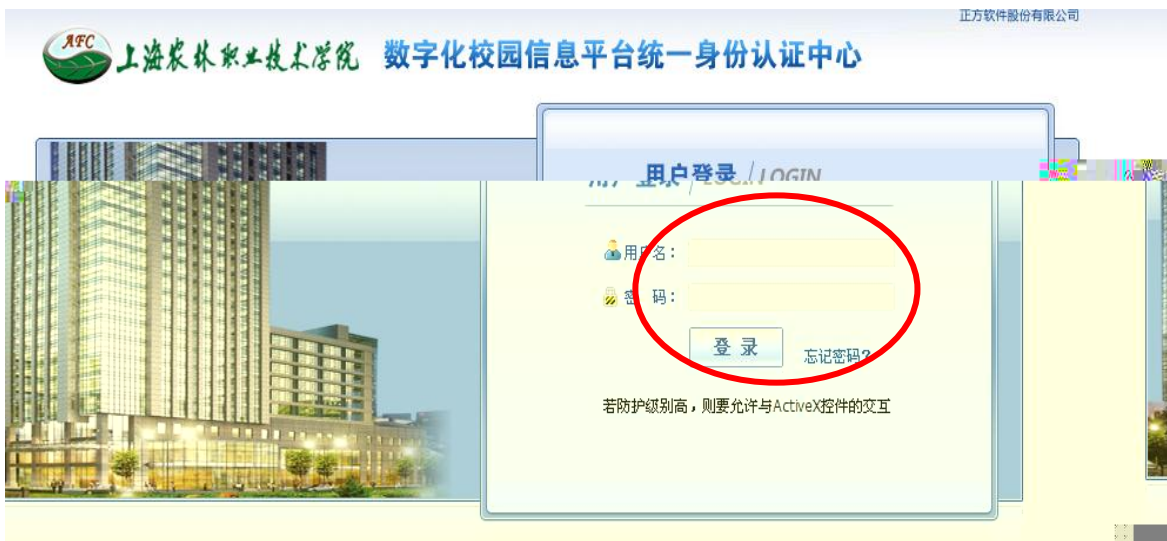 正方软件股份有限公司
AFC
上海农林职业技术学院 数字化校园信息平台统一身份认证中心
用户登录 / LOGIN
用户名：
密 码：
登 录 忘记密码?
若防护级别高，则要允许与ActiveX控件的交互